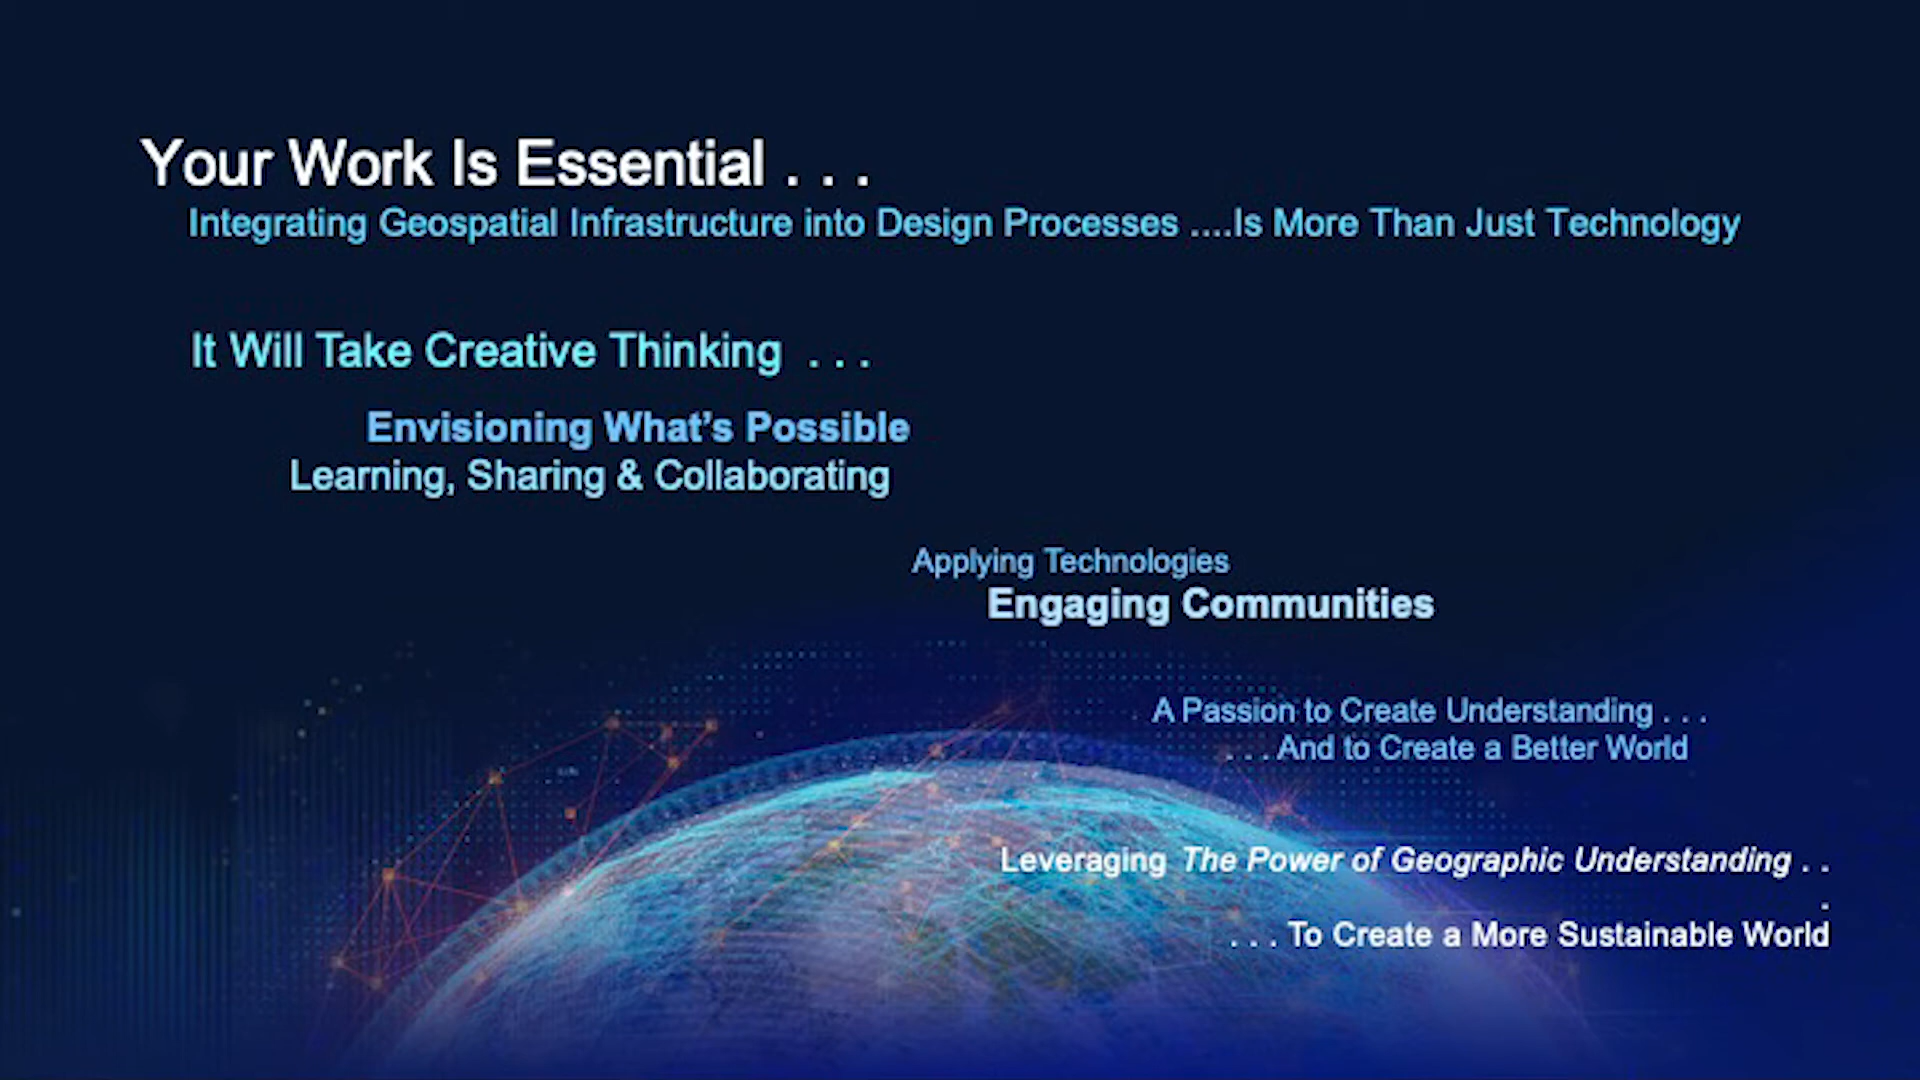 Your Work Is Essential . . .
Integrating Geospatial Infrastructure into Design Processes ....Is More Than Just Technology
It Will Take Creative Thinking . . .
Envisioning What’s Possible
Learning, Sharing & Collaborating
Applying Technologies
Engaging Communities
A Passion to Create Understanding . . .
. . . And to Create a Better World
Leveraging The Power of Geographic Understanding . .
.
. . . To Create a More Sustainable World